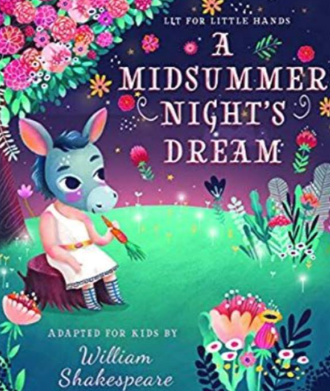 LIT FOR LITTLE HANDS
A
MIDSUMMER
NIGHT'S
DREAM
ADAPTED FOR KIDS BY
William
Shakespeare